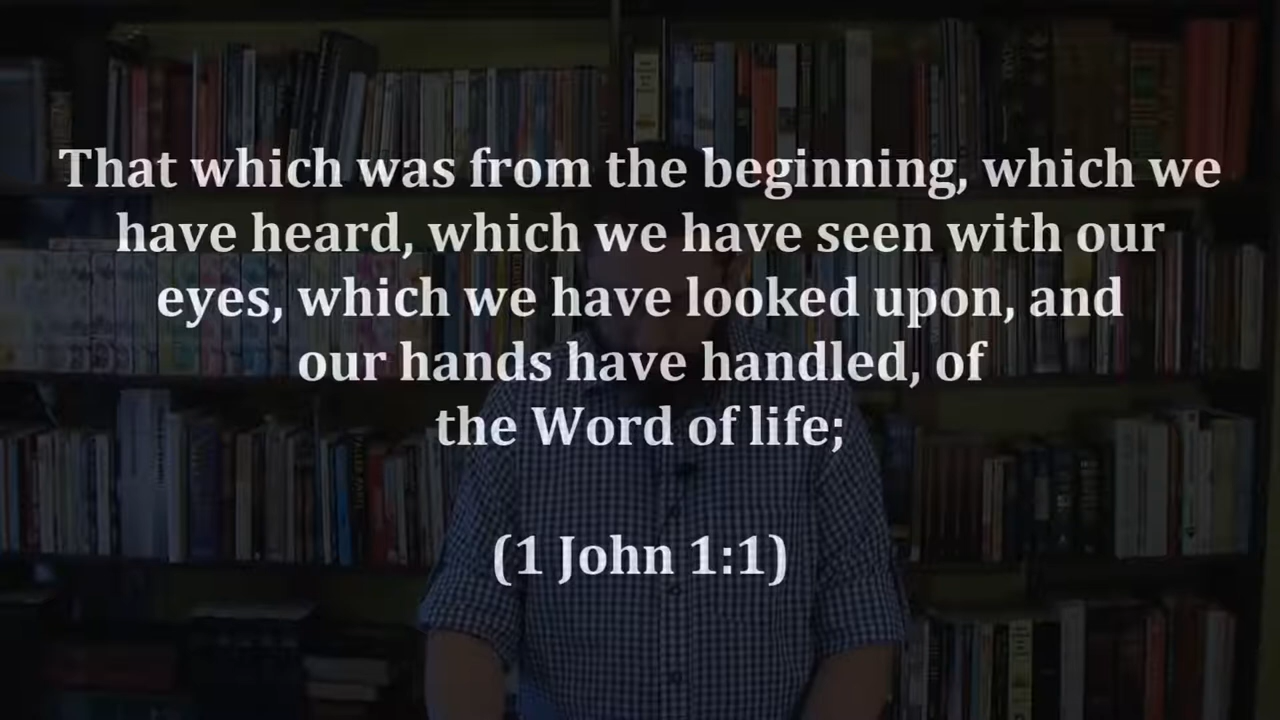 That which was from the beginning, which we
have heard, which we have seen with our
eyes, which we have looked upon, and
our hands have handled, of
the Word of life;
(1 John 1:1)